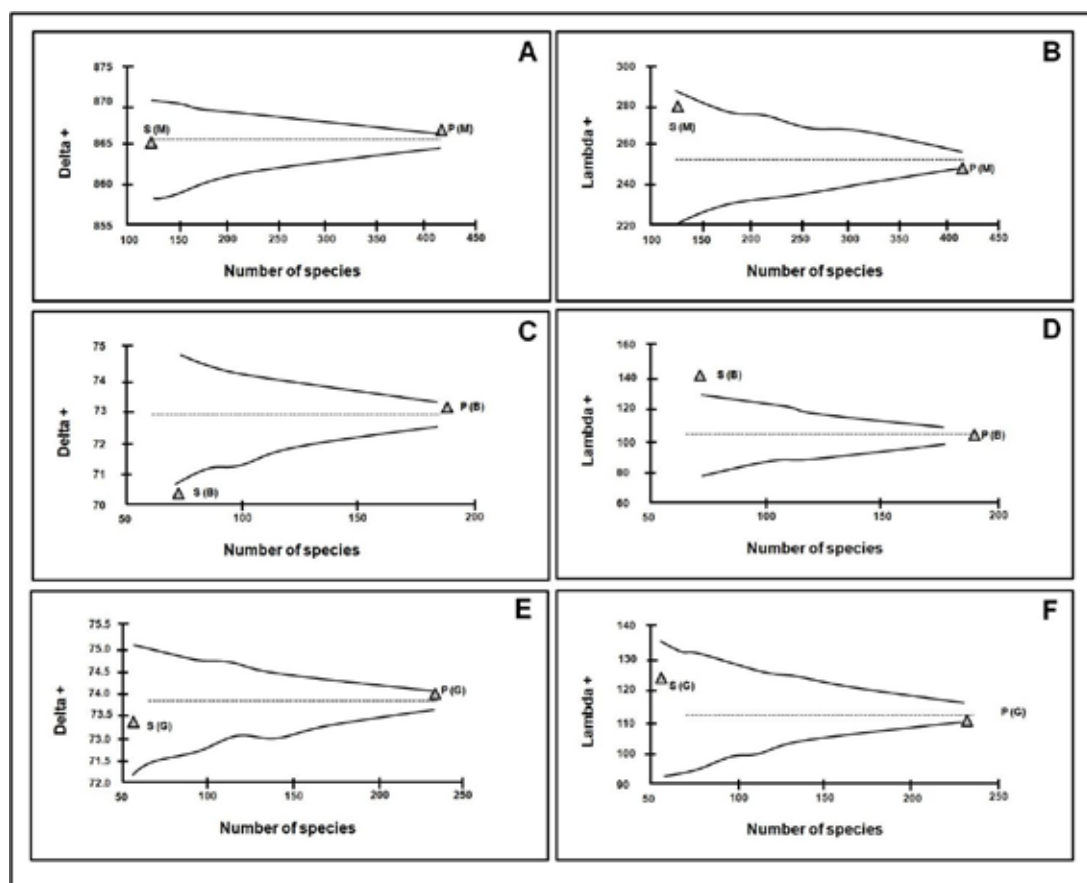 A
875
870
865
860
855
Delta +
S (M)
P (M)
100 150 200 250 300 350 400 450
Number of species
B
300
280
260
240
220
Lambda +
S (M)
P (M)
100 150 200 250 300 350 400 450
Number of species
C
75
74
73
72
71
70
Delta +
P (B)
S (B)
50 100 150 200
Number of species
D
160
140
120
100
80
60
Lambda +
S (B)
P (B)
50 100 150 200
Number of species
E
75.5
75.0
74.5
74.0
73.5
73.0
71.5
72.0
Delta +
P (G)
S (G)
50 100 150 200 250
Number of species
F
140
130
120
110
100
90
Lambda +
S (G)
P (G)
50 100 150 200 250
Number of species